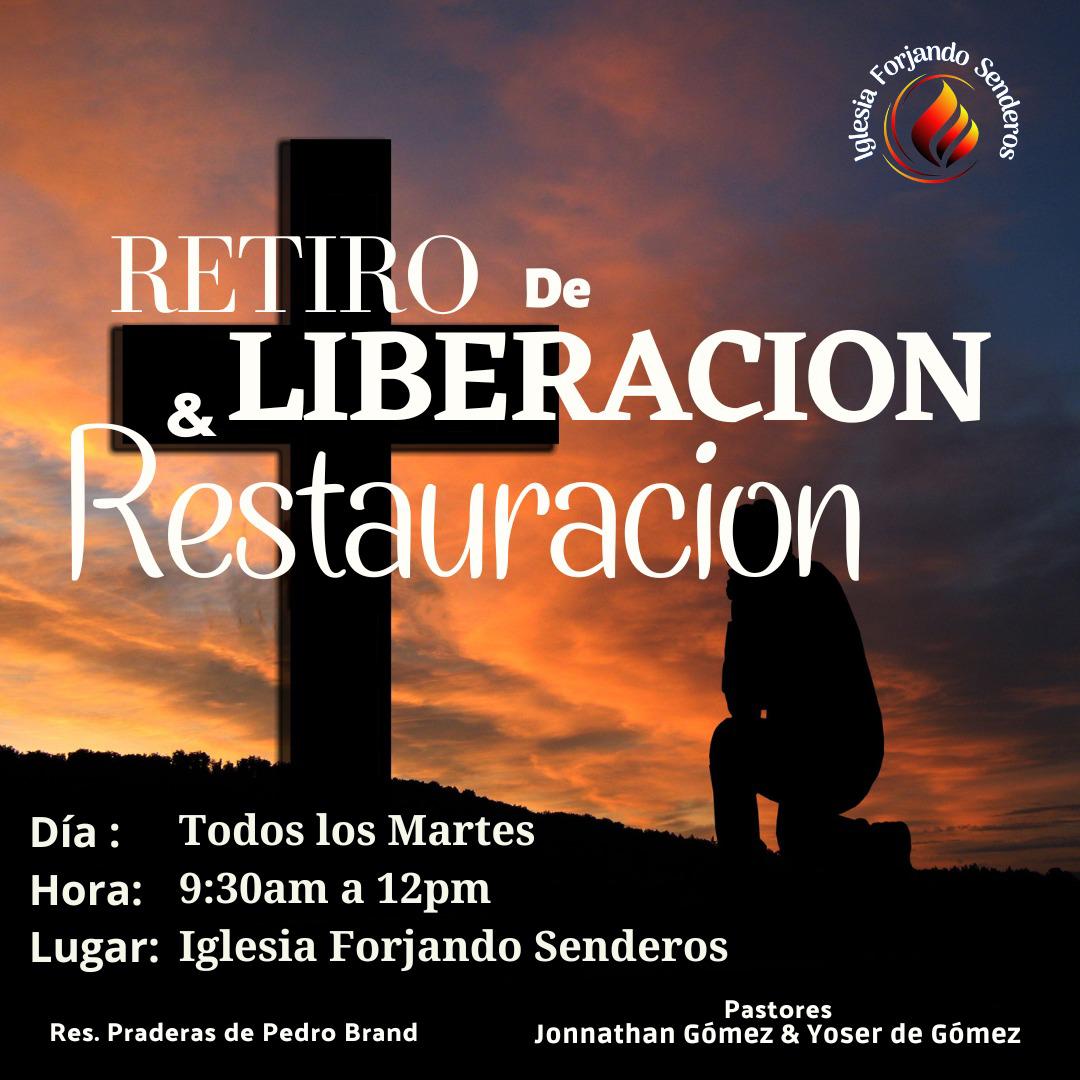 Iglesia Forjando Senderos
RETIRO De
& LIBERACION
Restauracion
Día : Todos los Martes
Hora: 9:30am a 12pm
Lugar: Iglesia Forjando Senderos
Res. Praderas de Pedro Brand
Pastores
Jonnathan Gómez & Yoser de Gómez